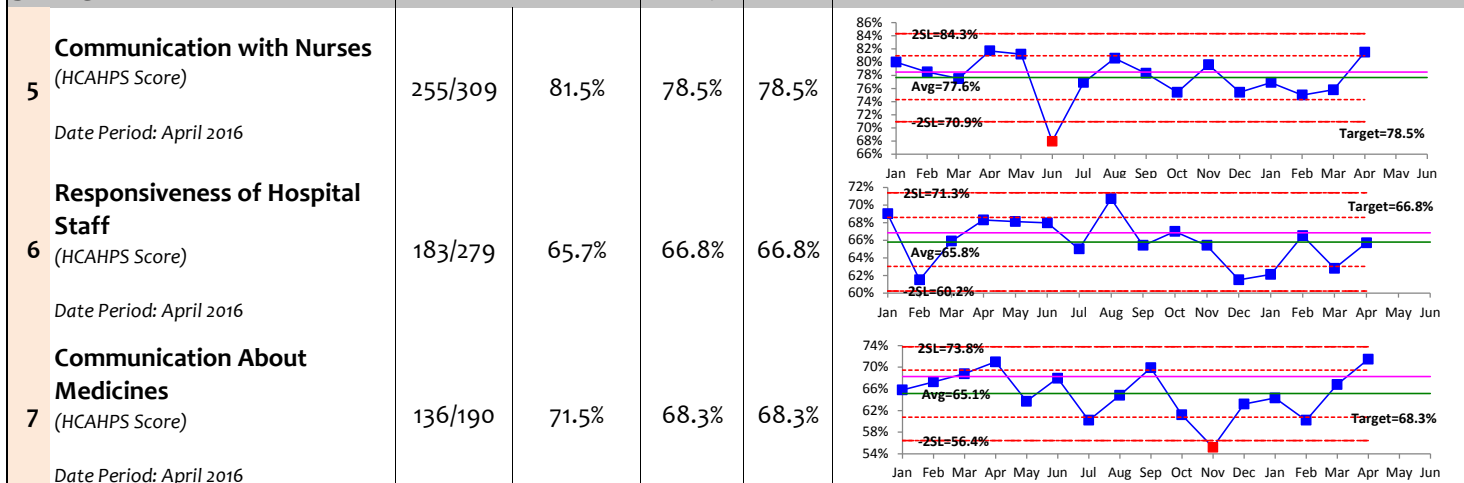 5
Communication with Nurses
(HCAHPS Score)
Date Period: April 2016
255/309
81.5%
78.5%
78.5%
86%
84%
82%
80%
78%
76%
74%
72%
70%
68%
66%
2SL=84.3%
Avg=77.6%
-2SL=70.9%
Target=78.5%
Jan Feb Mar Apr May Jun Jul Aug Sep Oct Nov Dec Jan Feb Mar Apr May Jun
6
Responsiveness of Hospital
Staff
(HCAHPS Score)
Date Period: April 2016
183/279
65.7%
66.8%
66.8%
72%
70%
68%
66%
64%
62%
60%
2SL=71.3%
Target=66.8%
Avg=65.8%
-2SL=60.2%
Jan Feb Mar Apr May Jun Jul Aug Sep Oct Nov Dec Jan Feb Mar Apr May Jun
7
Communication About
Medicines
(HCAHPS Score)
Date Period: April 2016
136/190
71.5%
68.3%
68.3%
74%
70%
66%
62%
58%
54%
2SL=73.8%
Avg=65.1%
Target=68.3%
-2SL=56.4%
Jan Feb Mar Apr May Jun Jul Aug Sep Oct Nov Dec Jan Feb Mar Apr May Jun